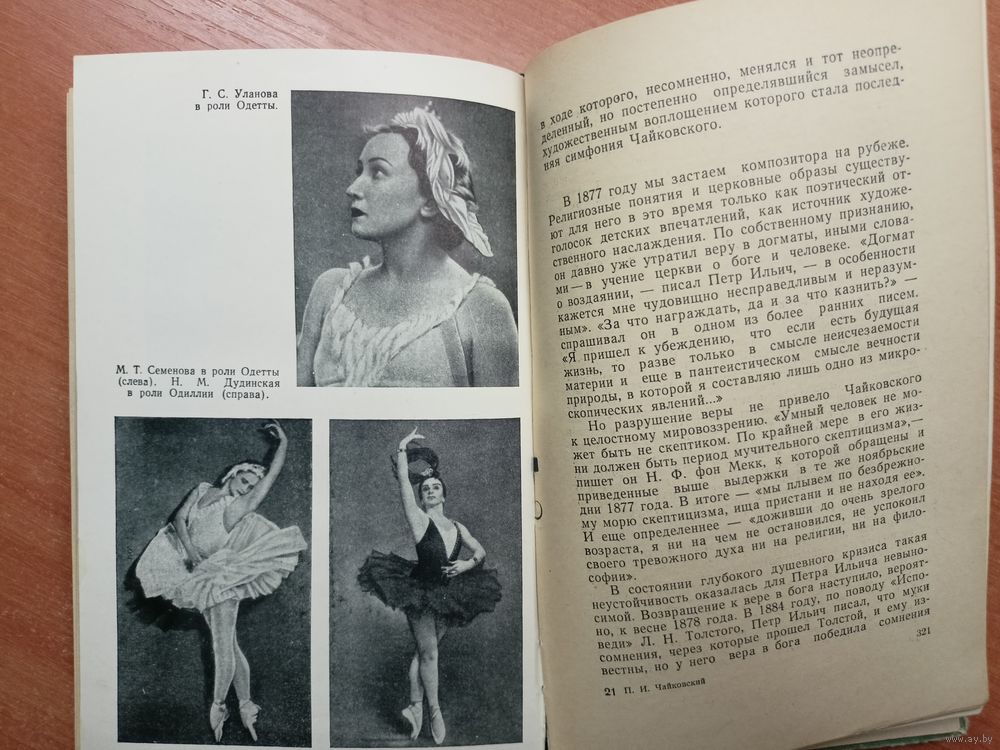 Г. С. Уланова
в роли Одетты.
М. Т. Семенова в роли Одетты
(слева). Н. М. Дудинская
в роли Одиллии (справа).
в ходе которого, несомненно, менялся и тот неопре-
деленный, но постепенно определявшийся замысел,
художественным воплощением которого стала послед-
няя симфония Чайковского.
В 1877 году мы застаем композитора на рубеже.
Религиозные понятия и церковные образы существу-
ют для него в это время только как поэтический от-
голосок детских впечатлений, как источник художе-
ственного наслаждения. По собственному признанию,
он давно уже утратил веру в догматы, иными слова-
ми — в учение церкви о боге и человеке. «Догмат
о воздаянии, — писал Петр Ильич, — в особенности
кажется мне чудовищно несправедливым и неразум-
ным». «За что награждать, да и за что казнить?» —
спрашивал он в одном из более ранних писем.
«Я пришел к убеждению, что если есть будущая
жизнь, то разве только в смысле неисчезаемости
материи и еще в пантеистическом смысле вечности
природы, в которой я составляю лишь одно из микро-
скопических явлений...»
Но разрушение веры не привело Чайковского
к целостному мировоззрению. «Умный человек не мо-
жет быть не скептиком. По крайней мере в его жиз-
ни должен быть период мучительного скептицизма»,—
пишет он Н. Ф. фон Мекк, к которой обращены и
приведенные выше выдержки в те же ноябрьские
дни 1877 года. В итоге — «мы плывем по безбрежно-
му морю скептицизма, ища пристани и не находя ее».
И еще определеннее — «доживши до очень зрелого
возраста, я ни на чем не остановился, не успокоил
своего тревожного духа ни на религии, ни на фило-
софии».
В состоянии глубокого душевного кризиса такая
неустойчивость оказалась для Петра Ильича невыно-
симой. Возвращение к вере в бога наступило, вероят-
но, к весне 1878 года. В 1884 году, по поводу «Испо-
веди» Л. Н. Толстого, Петр Ильич писал, что муки
сомнения, через которые прошел Толстой, и ему из-
вестны, но у него вера в бога победила сомнения
321
21 П. И. Чайковский
www.ay.by